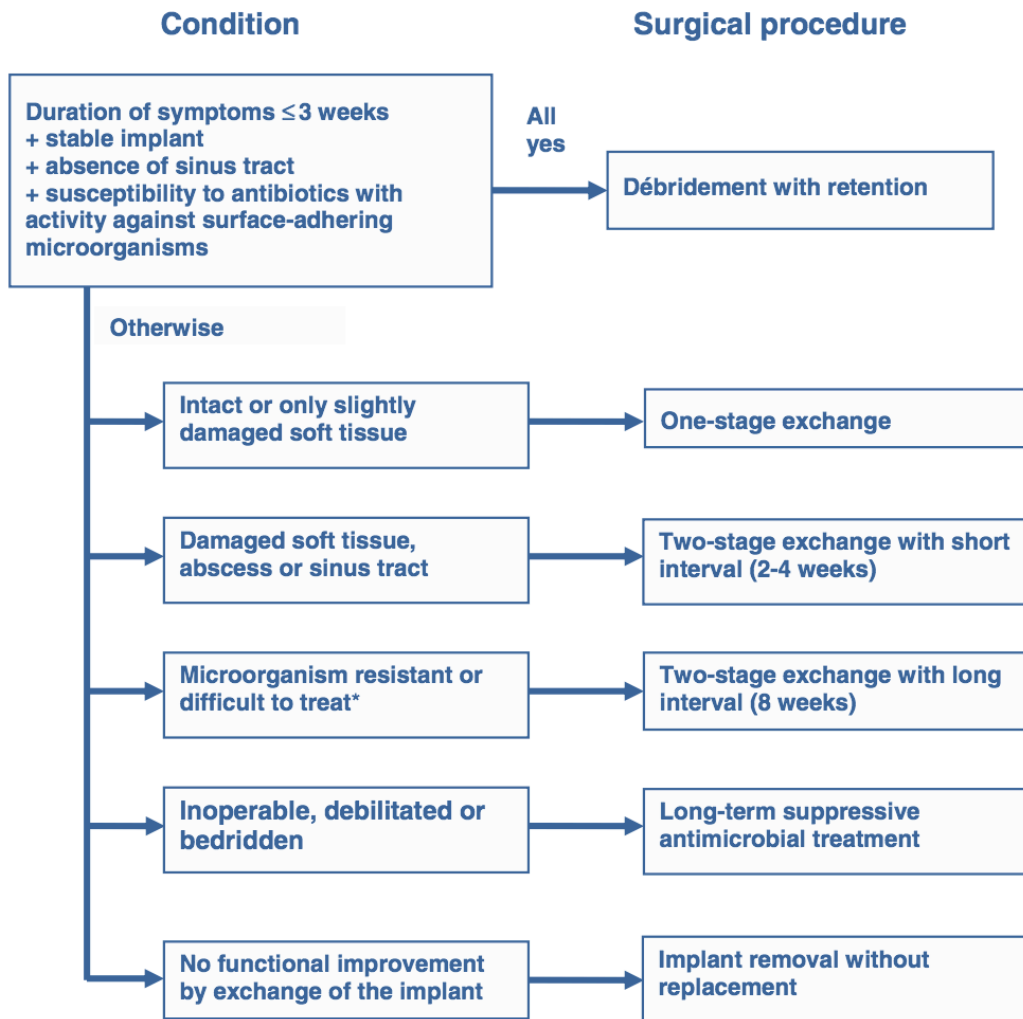 Condition
Surgical procedure
Duration of symptoms ≤ 3 weeks
+ stable implant
+ absence of sinus tract
+ susceptibility to antibiotics with
activity against surface-adhering
microorganisms
All
yes
Débridement with retention
Otherwise
Intact or only slightly
damaged soft tissue
One-stage exchange
Damaged soft tissue,
abscess or sinus tract
Two-stage exchange with short
interval (2-4 weeks)
Microorganism resistant or
difficult to treat*
Two-stage exchange with long
interval (8 weeks)
Inoperable, debilitated or
bedridden
Long-term suppressive
antimicrobial treatment
No functional improvement
by exchange of the implant
Implant removal without
replacement